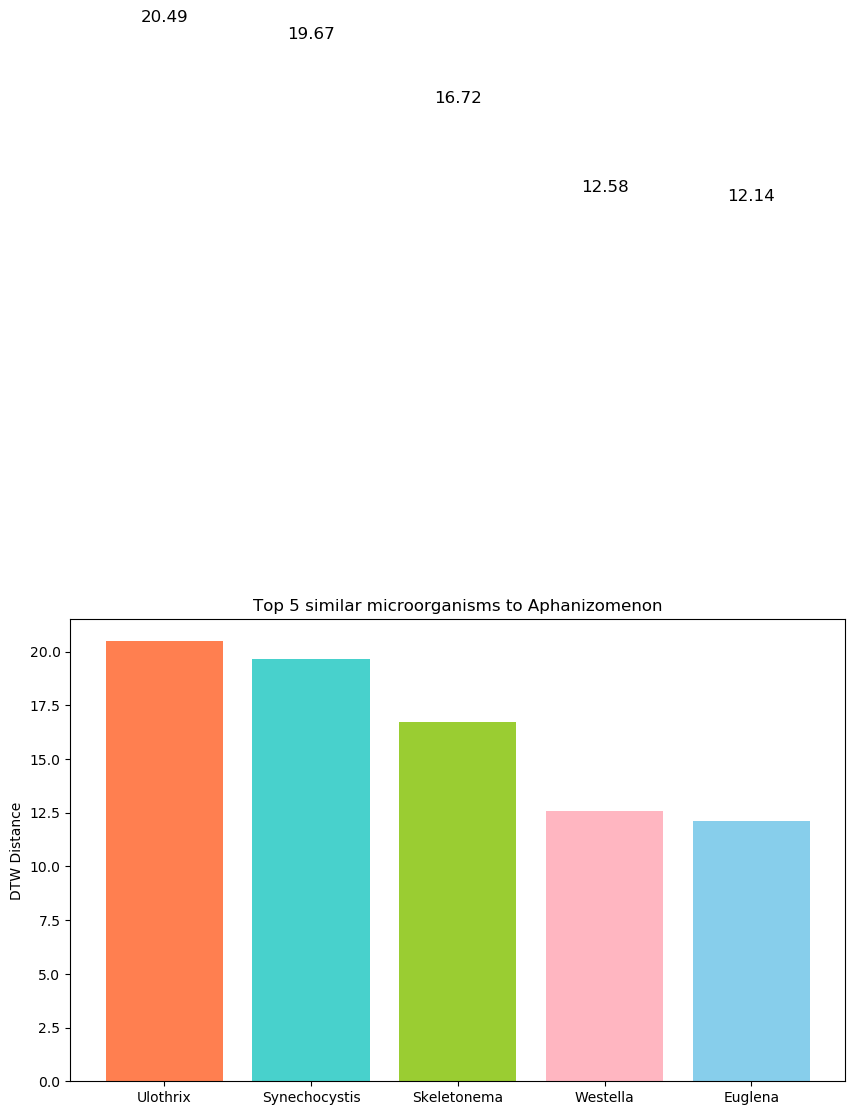 20.49
19.67
16.72
12.58
12.14
Top 5 similar microorganisms to Aphanizomenon
DTW Distance
20.0
17.5
15.0
12.5
10.0
7.5
5.0
2.5
0.0
Ulothrix
Synechocystis
Skeletonema
Westella
Euglena